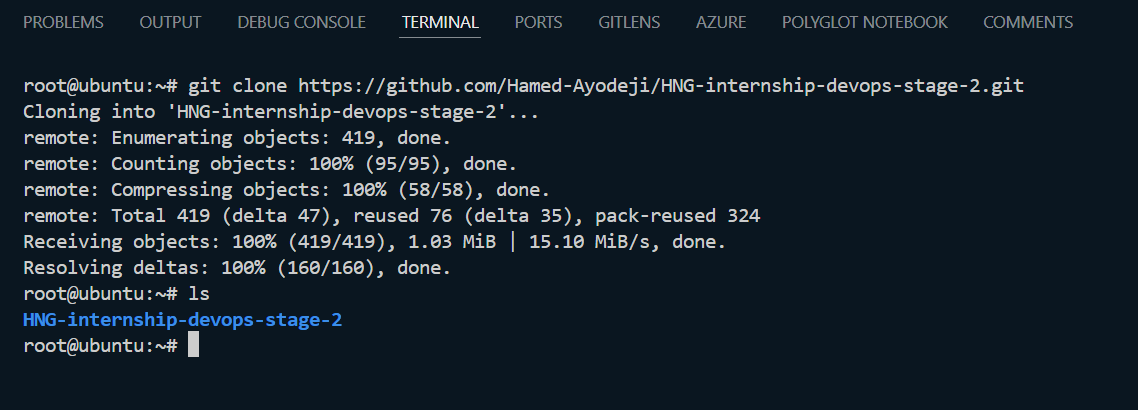 PROBLEMS OUTPUT DEBUG CONSOLE TERMINAL PORTS GITLENS AZURE POLYGLOT NOTEBOOK COMMENTS
root@ubuntu:~# git clone https://github.com/Hamed-Ayodeji/HNG-internship-devops-stage-2.git
Cloning into 'HNG-internship-devops-stage-2'...
remote: Enumerating objects: 419, done.
remote: Counting objects: 100% (95/95), done.
remote: Compressing objects: 100% (58/58), done.
remote: Total 419 (delta 47), reused 76 (delta 35), pack-reused 324
Receiving objects: 100% (419/419), 1.03 MiB | 15.10 MiB/s, done.
Resolving deltas: 100% (160/160), done.
root@ubuntu:~# ls
HNG-internship-devops-stage-2
root@ubuntu:~#